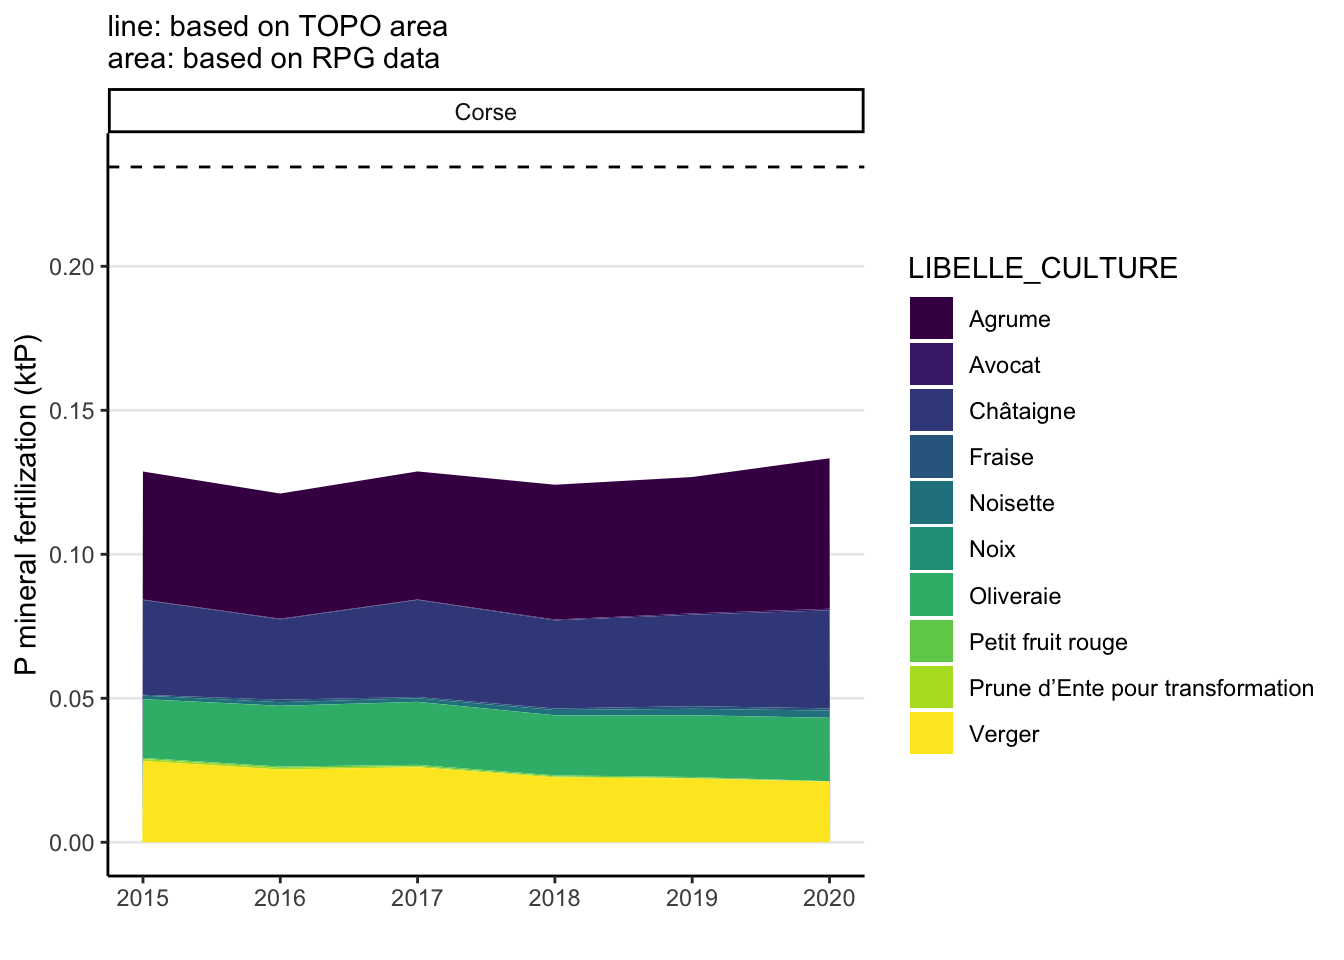 line: based on TOPO area
area: based on RPG data
Corse
P mineral fertilization (ktP)
0.20
0.15
0.10
0.05
0.00
2015 2016 2017 2018 2019 2020
LIBELLE_CULTURE
Agrume
Avocat
Châtaigne
Fraise
Noisette
Noix
Oliveraie
Petit fruit rouge
Prune d’Ente pour transformation
Verger